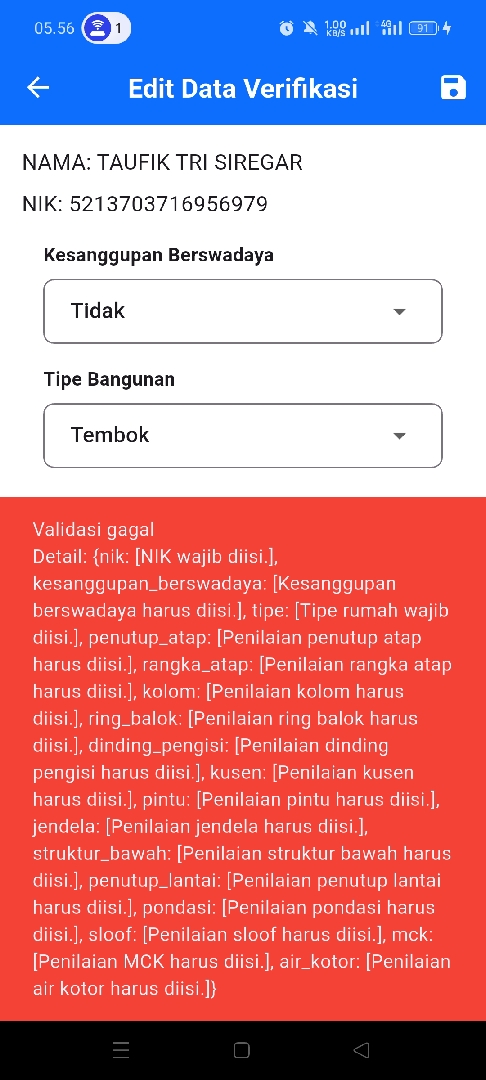 05.56 1 1.00 KB/S 4G 91
Edit Data Verifikasi
NAMA: TAUFIK TRI SIREGAR
NIK: 5213703716956979
Kesanggupan Berswadaya
Tidak
Tipe Bangunan
Tembok
Validasi gagal
Detail: {nik: [NIK wajib diisi.],
kesanggupan_berswadaya: [Kesanggupan
berswadaya harus diisi.], tipe: [Tipe rumah wajib
diisi.], penutup_atap: [Penilaian penutup atap
harus diisi.], rangka_atap: [Penilaian rangka atap
harus diisi.], kolom: [Penilaian kolom harus
diisi.], ring_balok: [Penilaian ring balok harus
diisi.], dinding_pengisi: [Penilaian dinding
pengisi harus diisi.], kusen: [Penilaian kusen
harus diisi.], pintu: [Penilaian pintu harus diisi.],
jendela: [Penilaian jendela harus diisi.],
struktur_bawah: [Penilaian struktur bawah harus
diisi.], penutup_lantai: [Penilaian penutup lantai
harus diisi.], pondasi: [Penilaian pondasi harus
diisi.], sloof: [Penilaian sloof harus diisi.], mck:
[Penilaian MCK harus diisi.], air_kotor: [Penilaian
air kotor harus diisi.]}